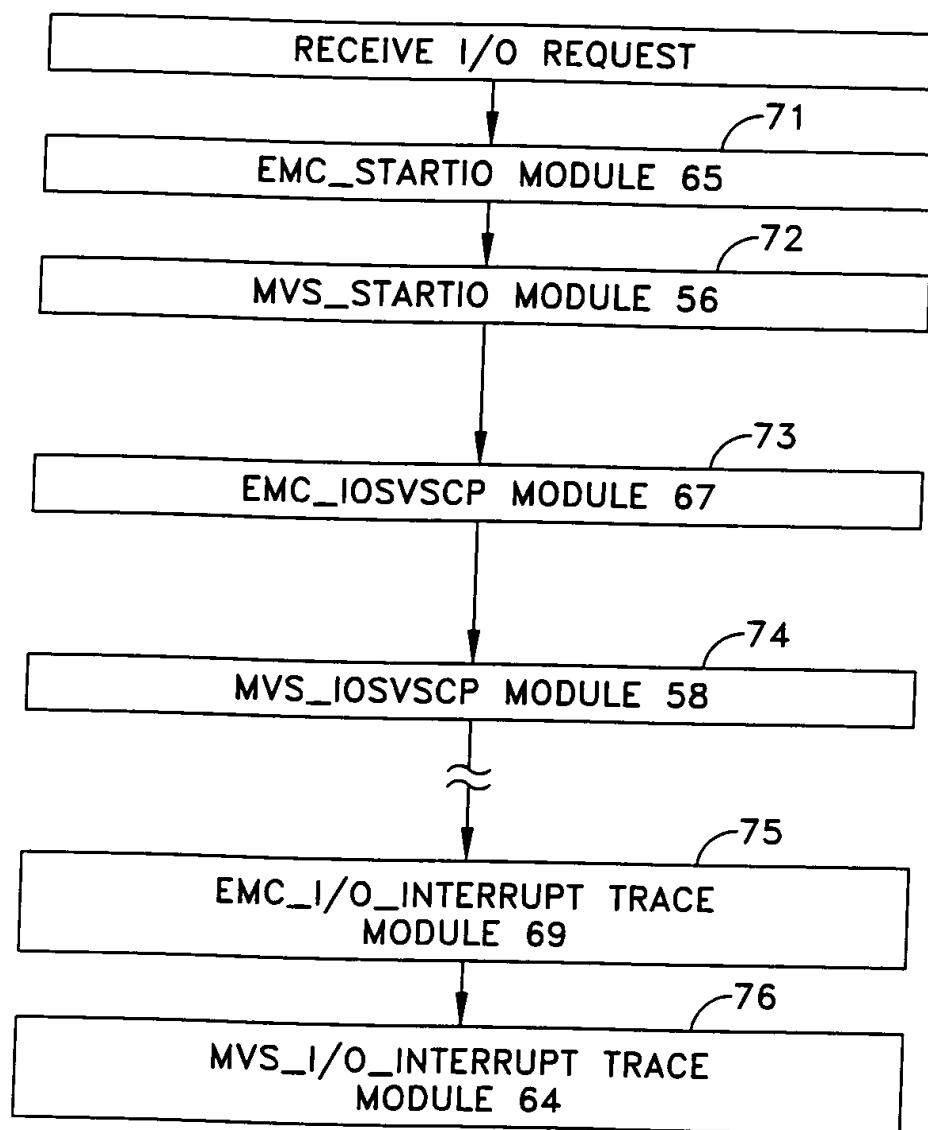 RECEIVE I/O REQUEST
71
EMC_STARTIO MODULE 65
72
MVS_STARTIO MODULE 56
73
EMC_IOSVSCP MODULE 67
74
MVS_IOSVSCP MODULE 58
75
EMC_I/O_INTERRUPT TRACE
MODULE 69
76
MVS_I/O_INTERRUPT TRACE
MODULE 64